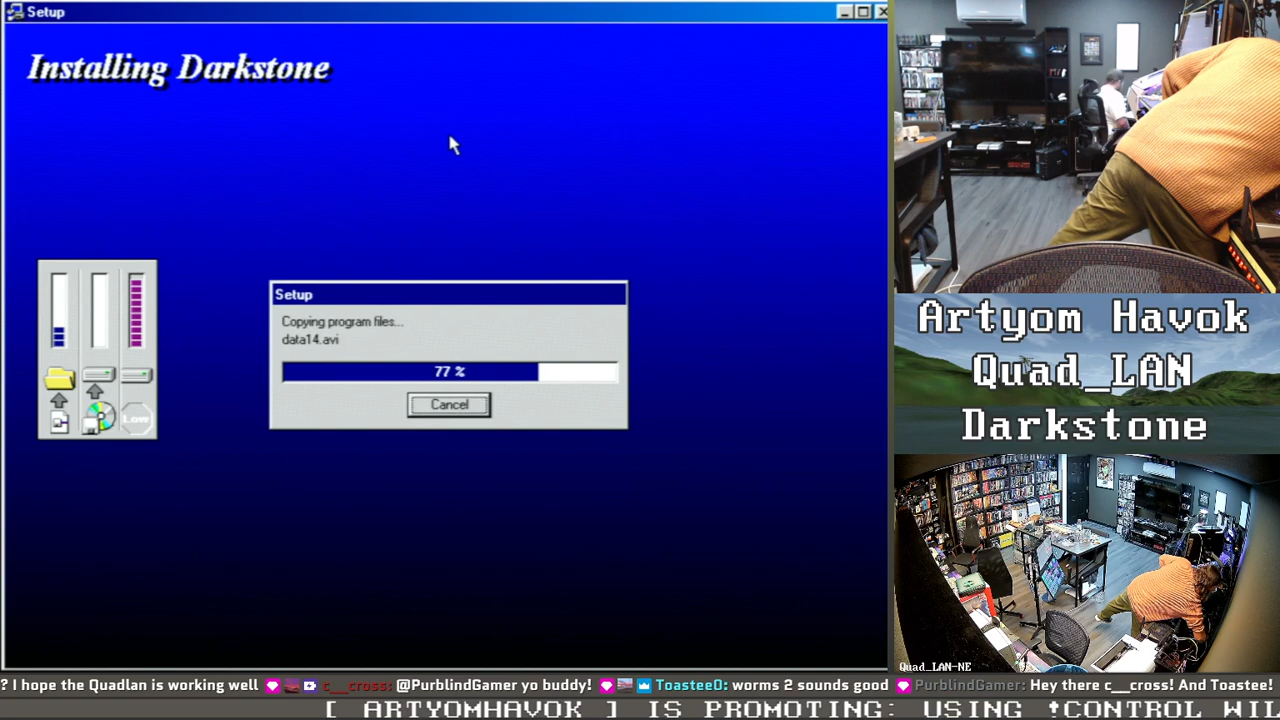 Setup
Installing Darkstone
Setup
Copying program files...
data14.avi
77 %
Cancel
Low
Artyom Havok
Quad_LAN
Darkstone
Quad_LAN-NE
? I hope the Quadlan is working well c__cross: @PurblindGamer yo buddy! ToasteeO: worms 2 sounds good PurblindGamer: Hey there c__cross! And Toastee!
[ ARTYOMHAVOK ] IS PROMOTING: USING !CONTROL WIL